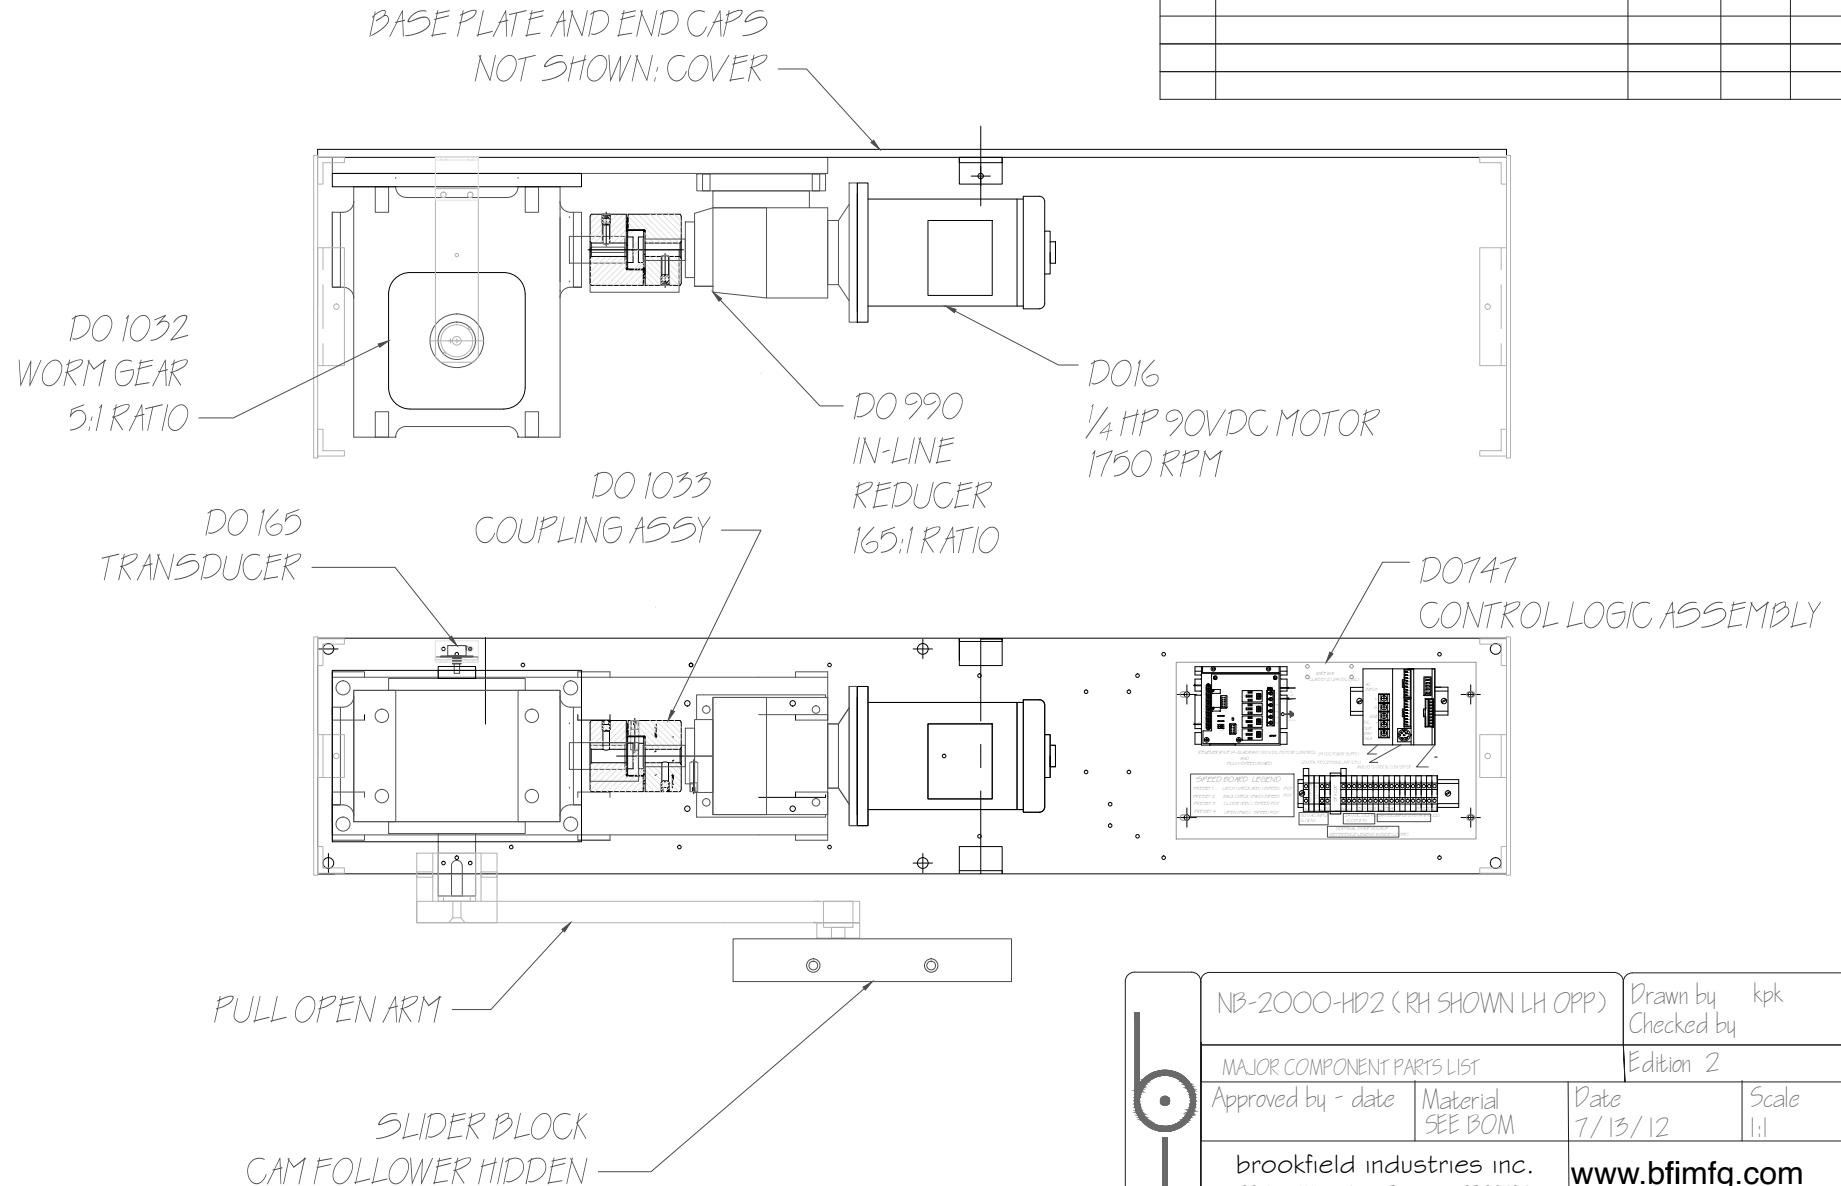 BASE PLATE AND END CAPS
NOT SHOWN: COVER
DO 1032
WORM GEAR
5:1 RATIO
DO 990
IN-LINE
REDUCER
165:1 RATIO
DO16
1/4 HP 90VDC MOTOR
1750 RPM
DO 165
TRANSDUCER
DO 1033
COUPLING ASSY
DO747
CONTROL LOGIC ASSEMBLY
SPEED BOARD LEGEND
PULL OPEN ARM
SLIDER BLOCK
CAM FOLLOWER HIDDEN
NB-2000-HD2 ( RH SHOWN LH OPP)
Drawn by kpk
Checked by
MAJOR COMPONENT PARTS LIST
Edition 2
Approved by - date
Material
SEE BOM
Date
7/13/12
Scale
1:1
brookfield industries inc.
www.bfimfg.com